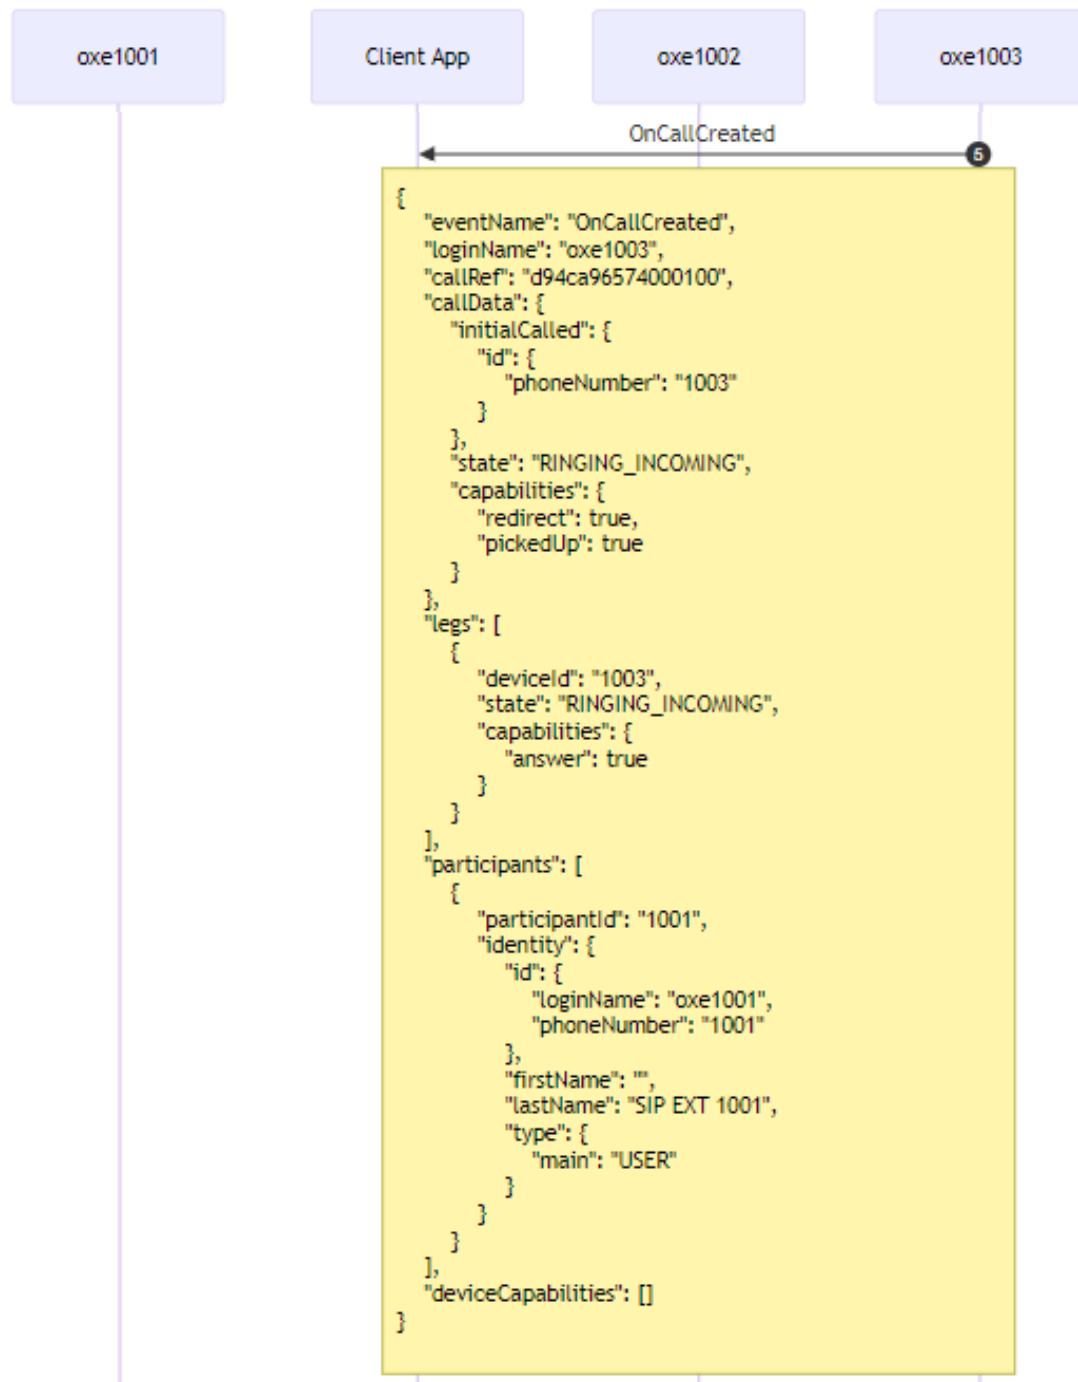 oxe1001
Client App
oxe1002
oxe1003
OnCallCreated
5
{
"eventName": "OnCallCreated",
"loginName": "oxe1003",
"callRef": "d94ca96574000100",
"callData": {
"initialCalled": {
"id": {
"phoneNumber": "1003"
}
},
"state": "RINGING_INCOMING",
"capabilities": {
"redirect": true,
"pickedUp": true
}
},
"legs": [
{
"deviceId": "1003",
"state": "RINGING_INCOMING",
"capabilities": {
"answer": true
}
}
],
"participants": [
{
"participantId": "1001",
"identity": {
"id": {
"loginName": "oxe1001",
"phoneNumber": "1001"
},
"firstName": "",
"lastName": "SIP EXT 1001",
"type": {
"main": "USER"
}
}
}
],
"deviceCapabilities": []
}